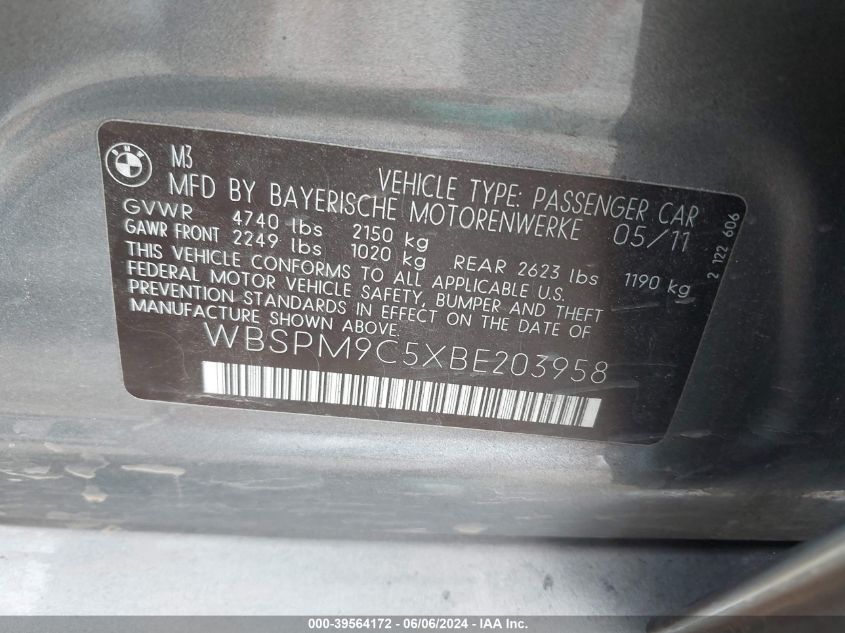 BMW
M3
VEHICLE TYPE: PASSENGER CAR
MFD BY BAYERISCHE MOTORENWERKE 05/11
GVWR 4740 lbs 2150 kg
GAWR FRONT 2249 lbs 1020 kg REAR 2623 lbs 1190 kg
THIS VEHICLE CONFORMS TO ALL APPLICABLE U.S.
FEDERAL MOTOR VEHICLE SAFETY, BUMPER AND THEFT
PREVENTION STANDARDS IN EFFECT ON THE DATE OF
MANUFACTURE SHOWN ABOVE.
WBSPM9C5XBE203958
2 122 606
000-39564172 - 06/06/2024 - IAA Inc.